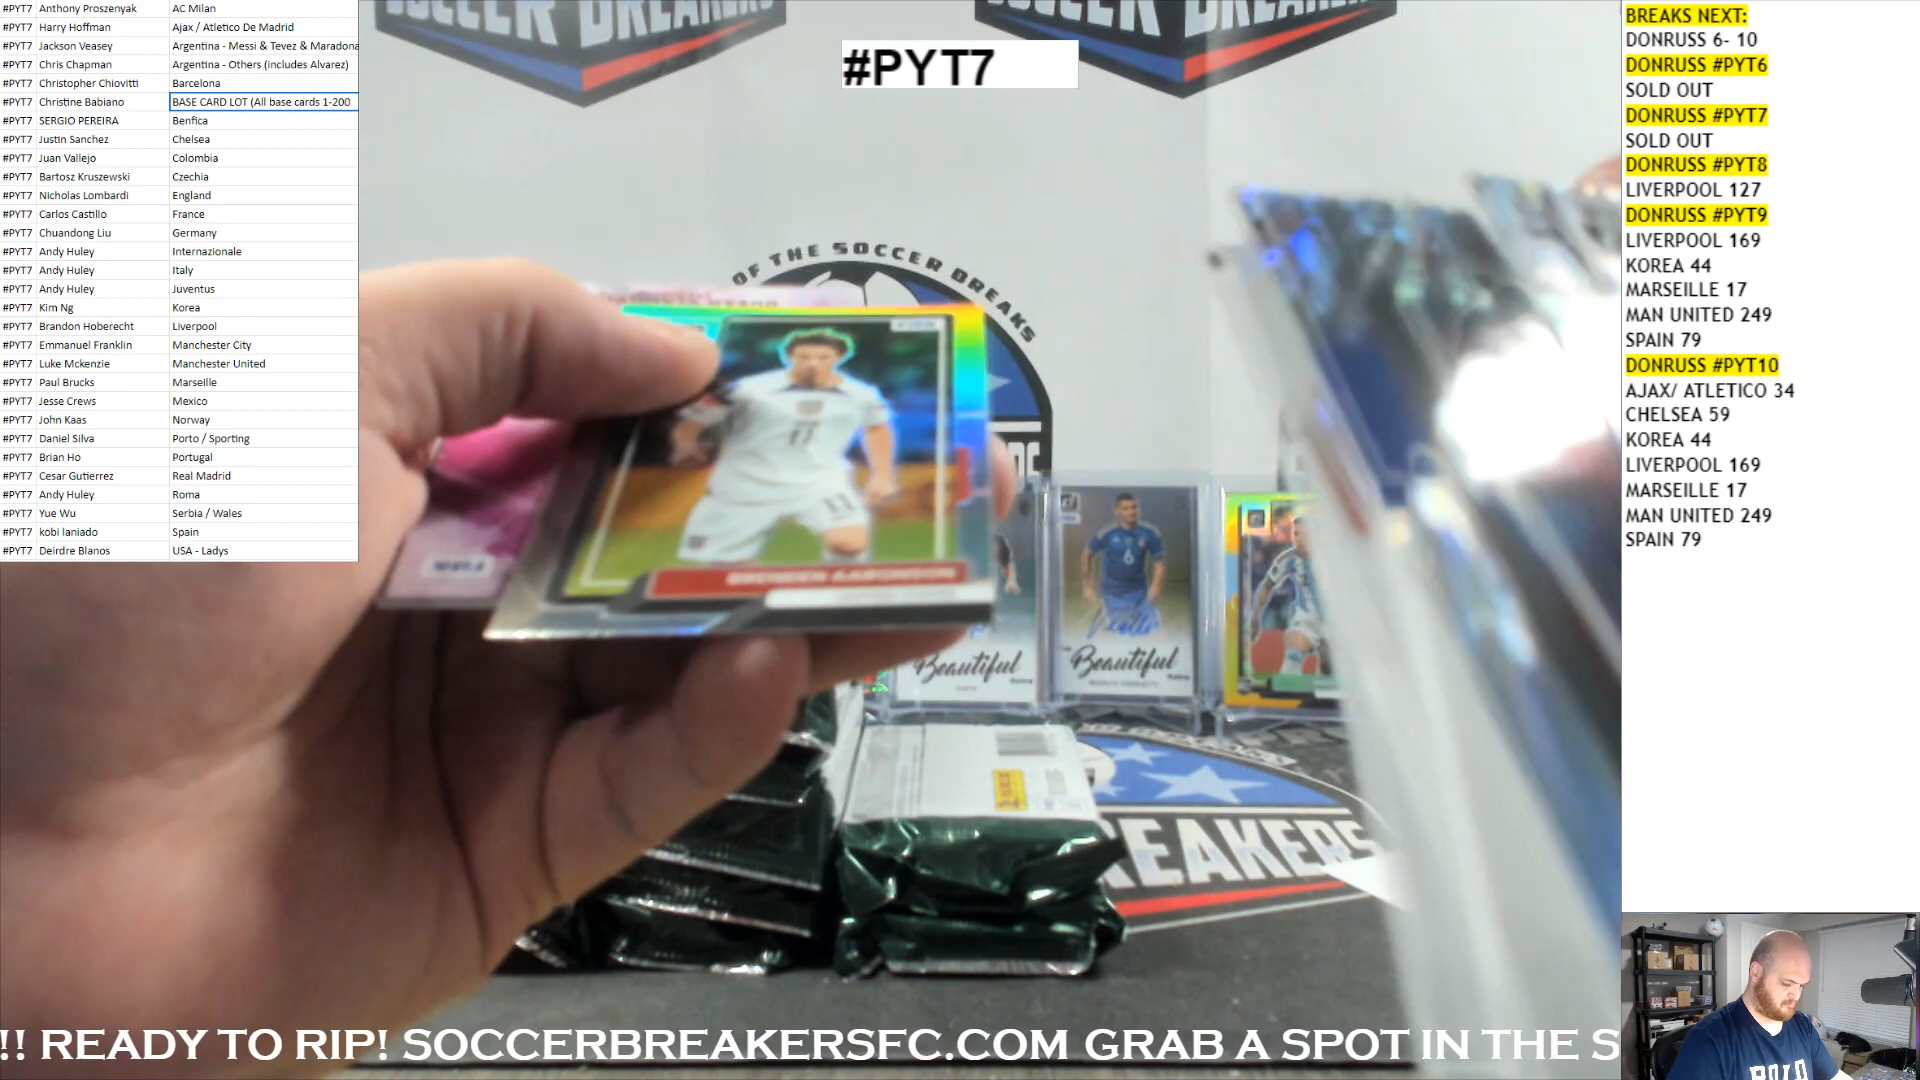 #PYT7 Anthony Proszenyak AC Milan
#PYT7 Harry Hoffman Ajax / Atletico De Madrid
#PYT7 Jackson Veasey Argentina - Messi & Tevez & Maradona
#PYT7 Chris Chapman Argentina - Others (includes Alvarez)
#PYT7 Christopher Chiovitti Barcelona
#PYT7 Christine Babiano BASE CARD LOT (All base cards 1-200
#PYT7 SERGIO PEREIRA Benfica
#PYT7 Justin Sanchez Chelsea
#PYT7 Juan Vallejo Colombia
#PYT7 Bartosz Kruszewski Czechia
#PYT7 Nicholas Lombardi England
#PYT7 Carlos Castillo France
#PYT7 Chuandong Liu Germany
#PYT7 Andy Huley Internazionale
#PYT7 Andy Huley Italy
#PYT7 Andy Huley Juventus
#PYT7 Kim Ng Korea
#PYT7 Brandon Hoberecht Liverpool
#PYT7 Emmanuel Franklin Manchester City
#PYT7 Luke Mckenzie Manchester United
#PYT7 Paul Brucks Marseille
#PYT7 Jesse Crews Mexico
#PYT7 John Kaas Norway
#PYT7 Daniel Silva Porto / Sporting
#PYT7 Brian Ho Portugal
#PYT7 Cesar Gutierrez Real Madrid
#PYT7 Andy Huley Roma
#PYT7 Yue Wu Serbia / Wales
#PYT7 kobi laniado Spain
#PYT7 Deirdre Blanos USA - Ladys
SOCCER BREAKERS
#PYT7
OF THE SOCCER BREAKS
11
11
BRENDEN AARONSON
6
Beautiful
Beautiful
PANINI
BREAKERS
BREAKS NEXT:
DONRUSS 6- 10
DONRUSS #PYT6
SOLD OUT
DONRUSS #PYT7
SOLD OUT
DONRUSS #PYT8
LIVERPOOL 127
DONRUSS #PYT9
LIVERPOOL 169
KOREA 44
MARSEILLE 17
MAN UNITED 249
SPAIN 79
DONRUSS #PYT10
AJAX/ ATLETICO 34
CHELSEA 59
KOREA 44
LIVERPOOL 169
MARSEILLE 17
MAN UNITED 249
SPAIN 79
POLO
!! READY TO RIP! SOCCERBREAKERSFC.COM GRAB A SPOT IN THE S